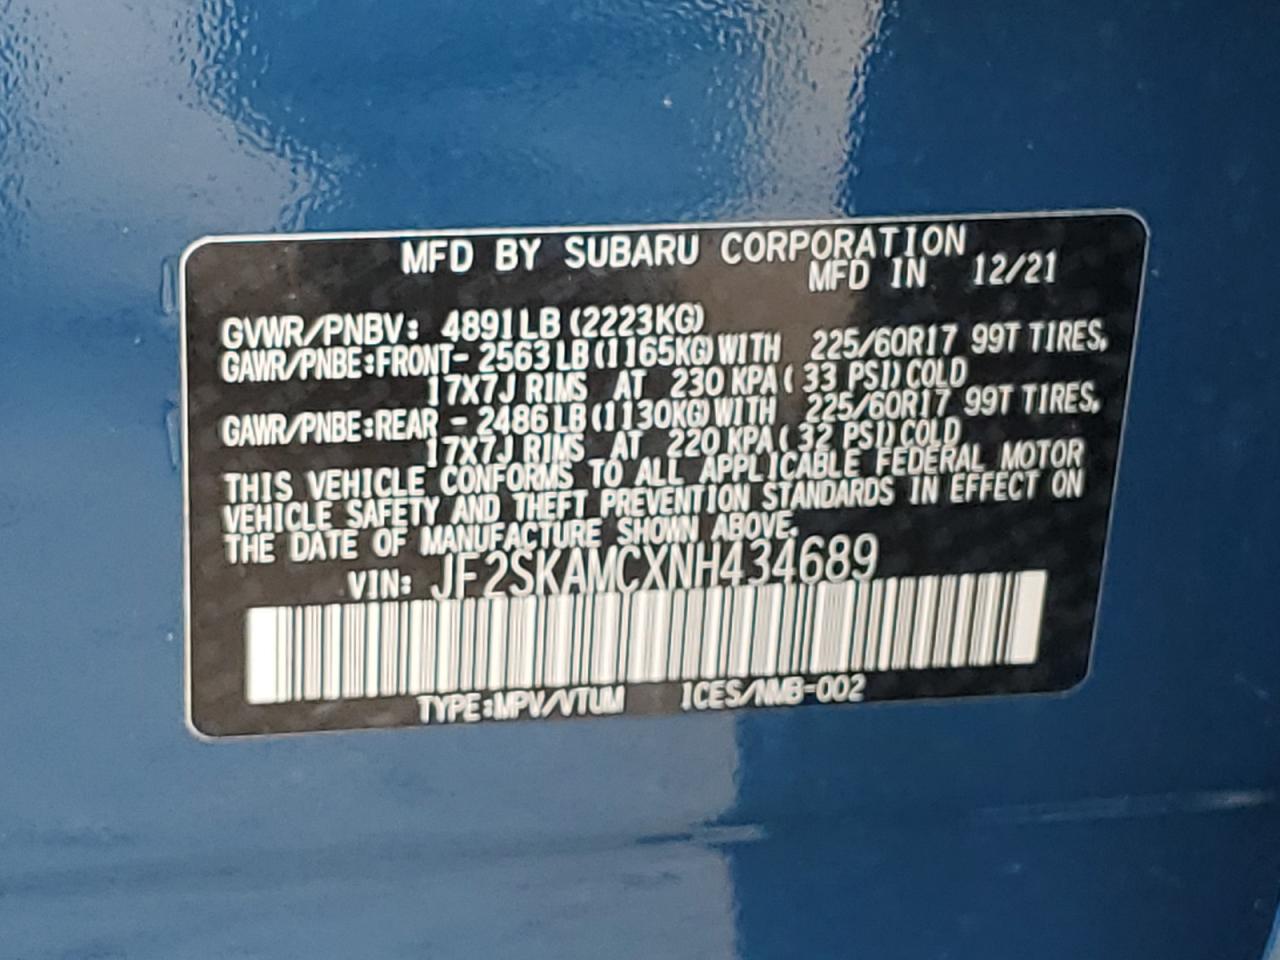 MFD BY SUBARU CORPORATION
MFD IN 12/21
GVWR/PNBV: 4891LB (2223KG)
GAWR/PNBE:FRONT- 2563LB(1165KG)WITH 225/60R17 99T TIRES,
17X7J RIMS AT 230 KPA( 33 PSI)COLD
GAWR/PNBE:REAR - 2486LB(1130KG)WITH 225/60R17 99T TIRES,
17X7J RIMS AT 220 KPA( 32 PSI)COLD
THIS VEHICLE CONFORMS TO ALL APPLICABLE FEDERAL MOTOR
VEHICLE SAFETY AND THEFT PREVENTION STANDARDS IN EFFECT ON
THE DATE OF MANUFACTURE SHOWN ABOVE.
VIN: JF2SKAMCXNH434689
TYPE:MPV/VTUM ICES/NMB-002